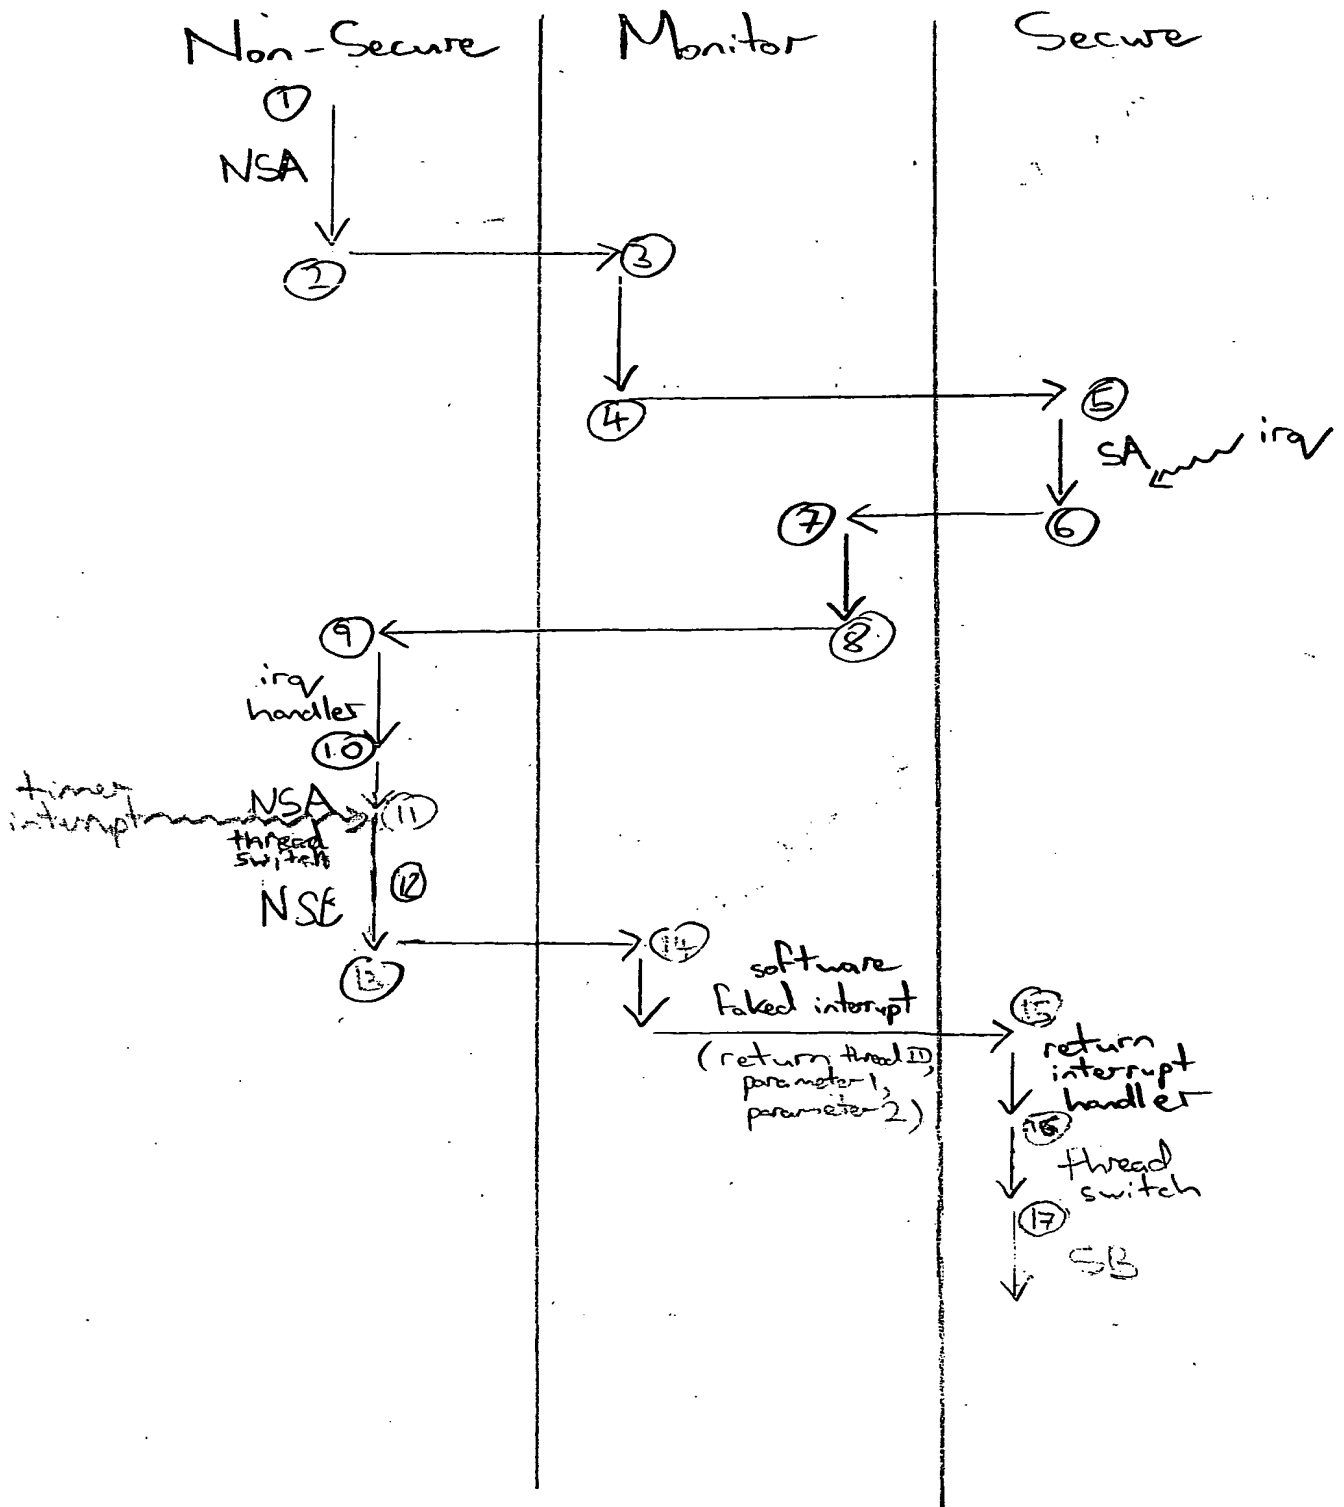 Non-Secure Monitor Secure
1
NSA
2 3
4 5
SA irq
7 6
9 8
irq
handler
10
timer
interrupt NSA 11
thread
switch
12
13 14
software
faked interrupt
15
(return thread ID,
parameter 1,
parameter 2)
return
interrupt
handler
16
thread
switch
17
SB